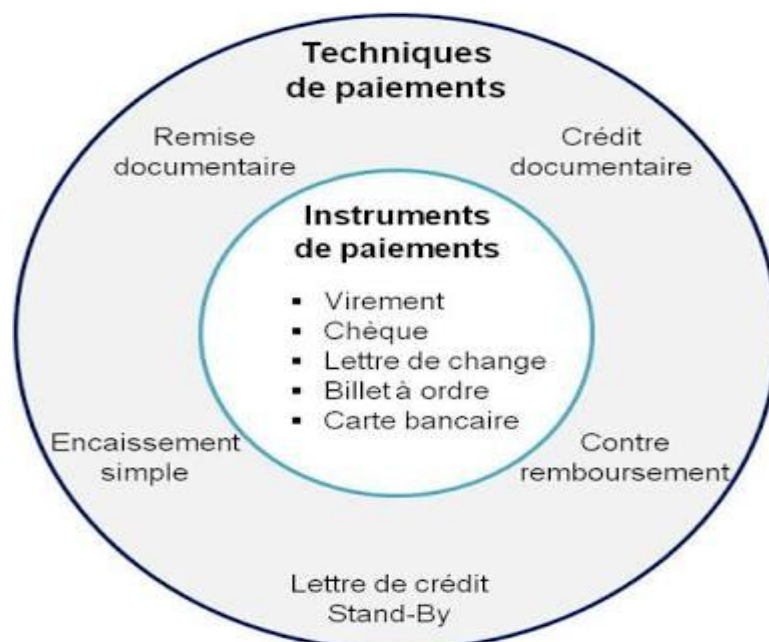 Techniques
de paiements
Remise
documentaire
Crédit
documentaire
Instruments
de paiements
▪ Virement
▪ Chèque
▪ Lettre de change
▪ Billet à ordre
▪ Carte bancaire
Encaissement
simple
Contre
remboursement
Lettre de crédit
Stand-By